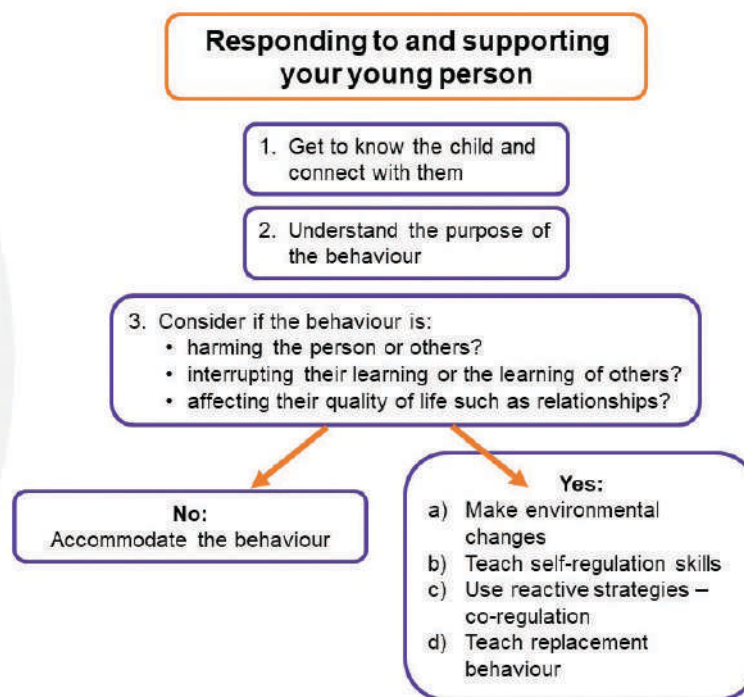 Responding to and supporting
your young person
1. Get to know the child and
connect with them
2. Understand the purpose of
the behaviour
3. Consider if the behaviour is:
• harming the person or others?
• interrupting their learning or the learning of others?
• affecting their quality of life such as relationships?
No:
Accommodate the behaviour
Yes:
a) Make environmental
changes
b) Teach self-regulation skills
c) Use reactive strategies –
co-regulation
d) Teach replacement
behaviour